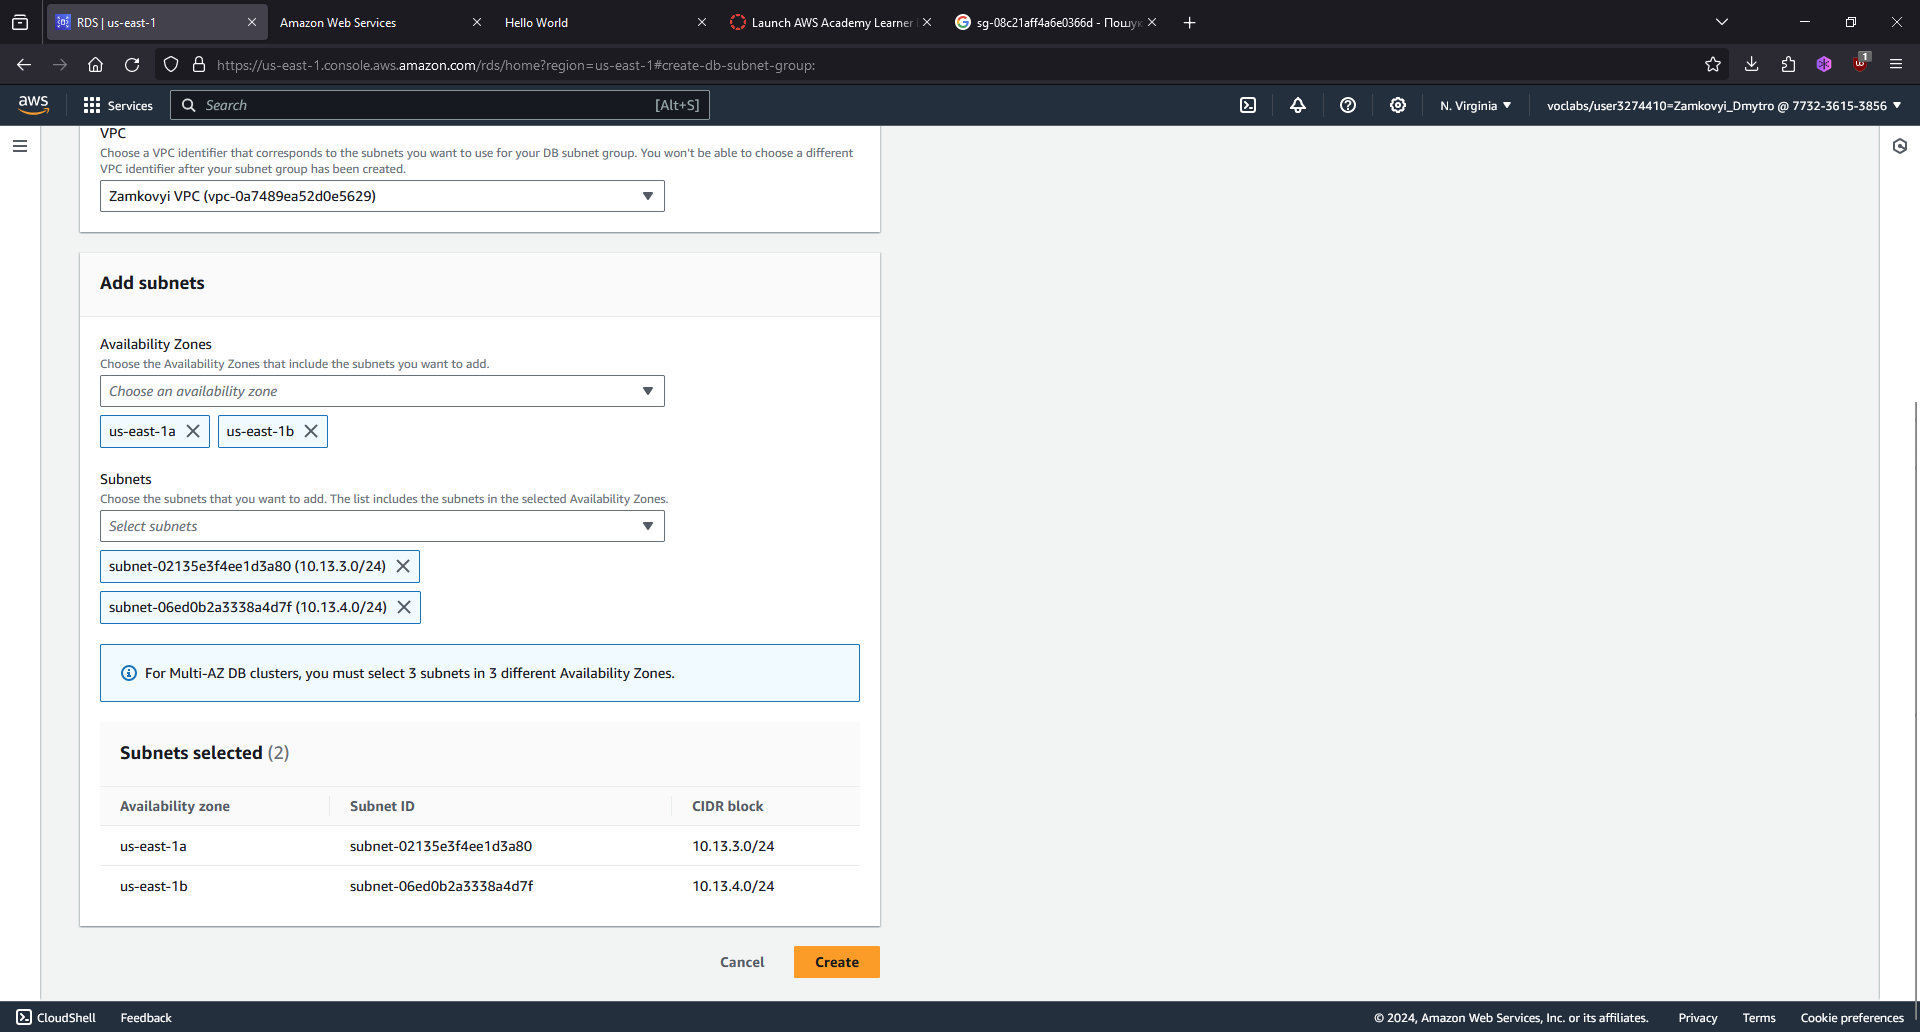 RDS | us-east-1
Amazon Web Services
Hello World
Launch AWS Academy Learner
sg-08c21aff4a6e0366d - Пошук
https://us-east-1.console.aws.amazon.com/rds/home?region=us-east-1#create-db-subnet-group:
1
aws
Services
Search
[Alt+S]
N. Virginia
voclabs/user3274410=Zamkovyi_Dmytro @ 7732-3615-3856
VPC
Choose a VPC identifier that corresponds to the subnets you want to use for your DB subnet group. You won't be able to choose a different
VPC identifier after your subnet group has been created.
Zamkovyi VPC (vpc-0a7489ea52d0e5629)
Add subnets
Availability Zones
Choose the Availability Zones that include the subnets you want to add.
Choose an availability zone
us-east-1a
us-east-1b
Subnets
Choose the subnets that you want to add. The list includes the subnets in the selected Availability Zones.
Select subnets
subnet-02135e3f4ee1d3a80 (10.13.3.0/24)
subnet-06ed0b2a3338a4d7f (10.13.4.0/24)
For Multi-AZ DB clusters, you must select 3 subnets in 3 different Availability Zones.
Subnets selected (2)
Availability zone
Subnet ID
CIDR block
us-east-1a
subnet-02135e3f4ee1d3a80
10.13.3.0/24
us-east-1b
subnet-06ed0b2a3338a4d7f
10.13.4.0/24
Cancel
Create
CloudShell
Feedback
© 2024, Amazon Web Services, Inc. or its affiliates.
Privacy
Terms
Cookie preferences